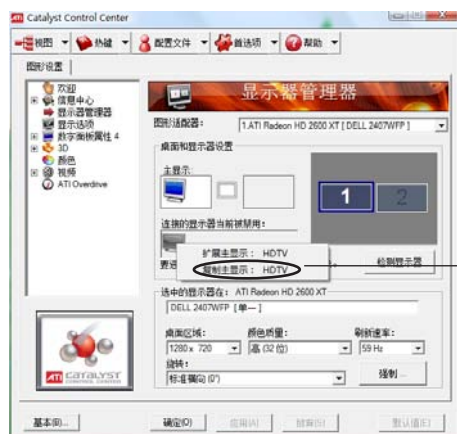 ATI Catalyst Control Center
视图 热键 配置文件 首选项 帮助
图形设置
欢迎
信息中心
显示器管理器
显示选项
数字面板属性 4
3D
颜色
视频
ATI Overdrive
显示器管理器
图形适配器:
1.ATI Radeon HD 2600 XT [ DELL 2407WFP ]
桌面和显示器设置
主显示:
1 2
连接的显示器当前被禁用:
扩展主显示: HDTV
复制主显示: HDTV
检测显示器
选中的显示器在: ATI Radeon HD 2600 XT
DELL 2407WFP [单一]
桌面区域: 颜色质量: 刷新速率:
1280 x 720 高 (32 位) 59 Hz
旋转:
标准横向 (0°) 强制...
ATI CATALYST
CONTROL CENTER
基本(B)... 确定(O) 应用(A) 放弃(S) 默认值(E)